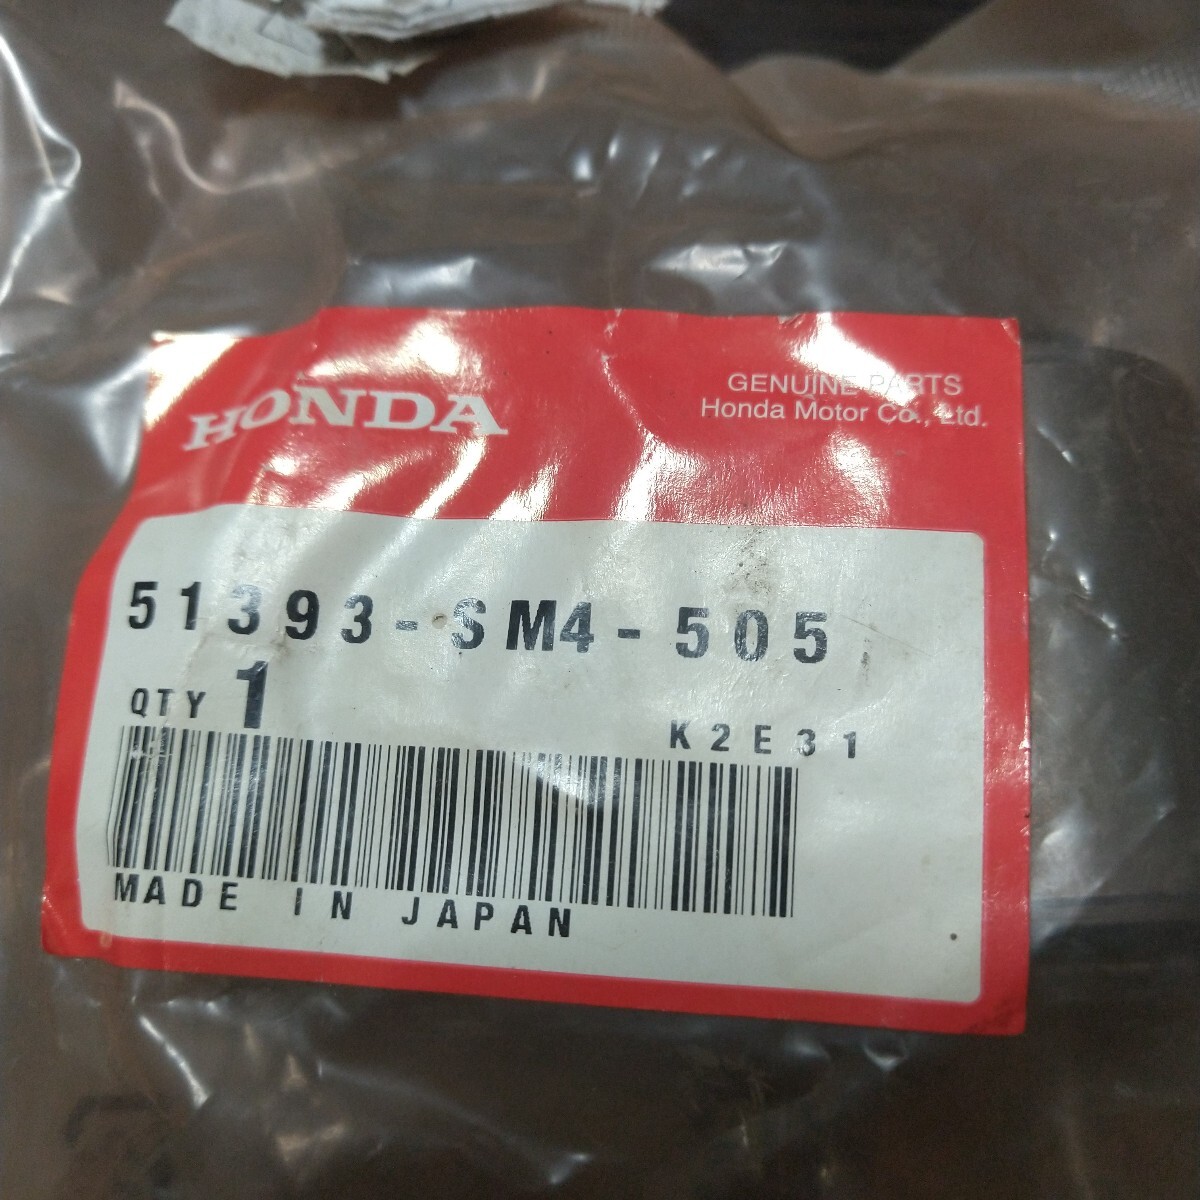 HONDA
GENUINE PARTS
Honda Motor Co., Ltd.
51393-SM4-505
QTY 1
K2E31
MADE IN JAPAN